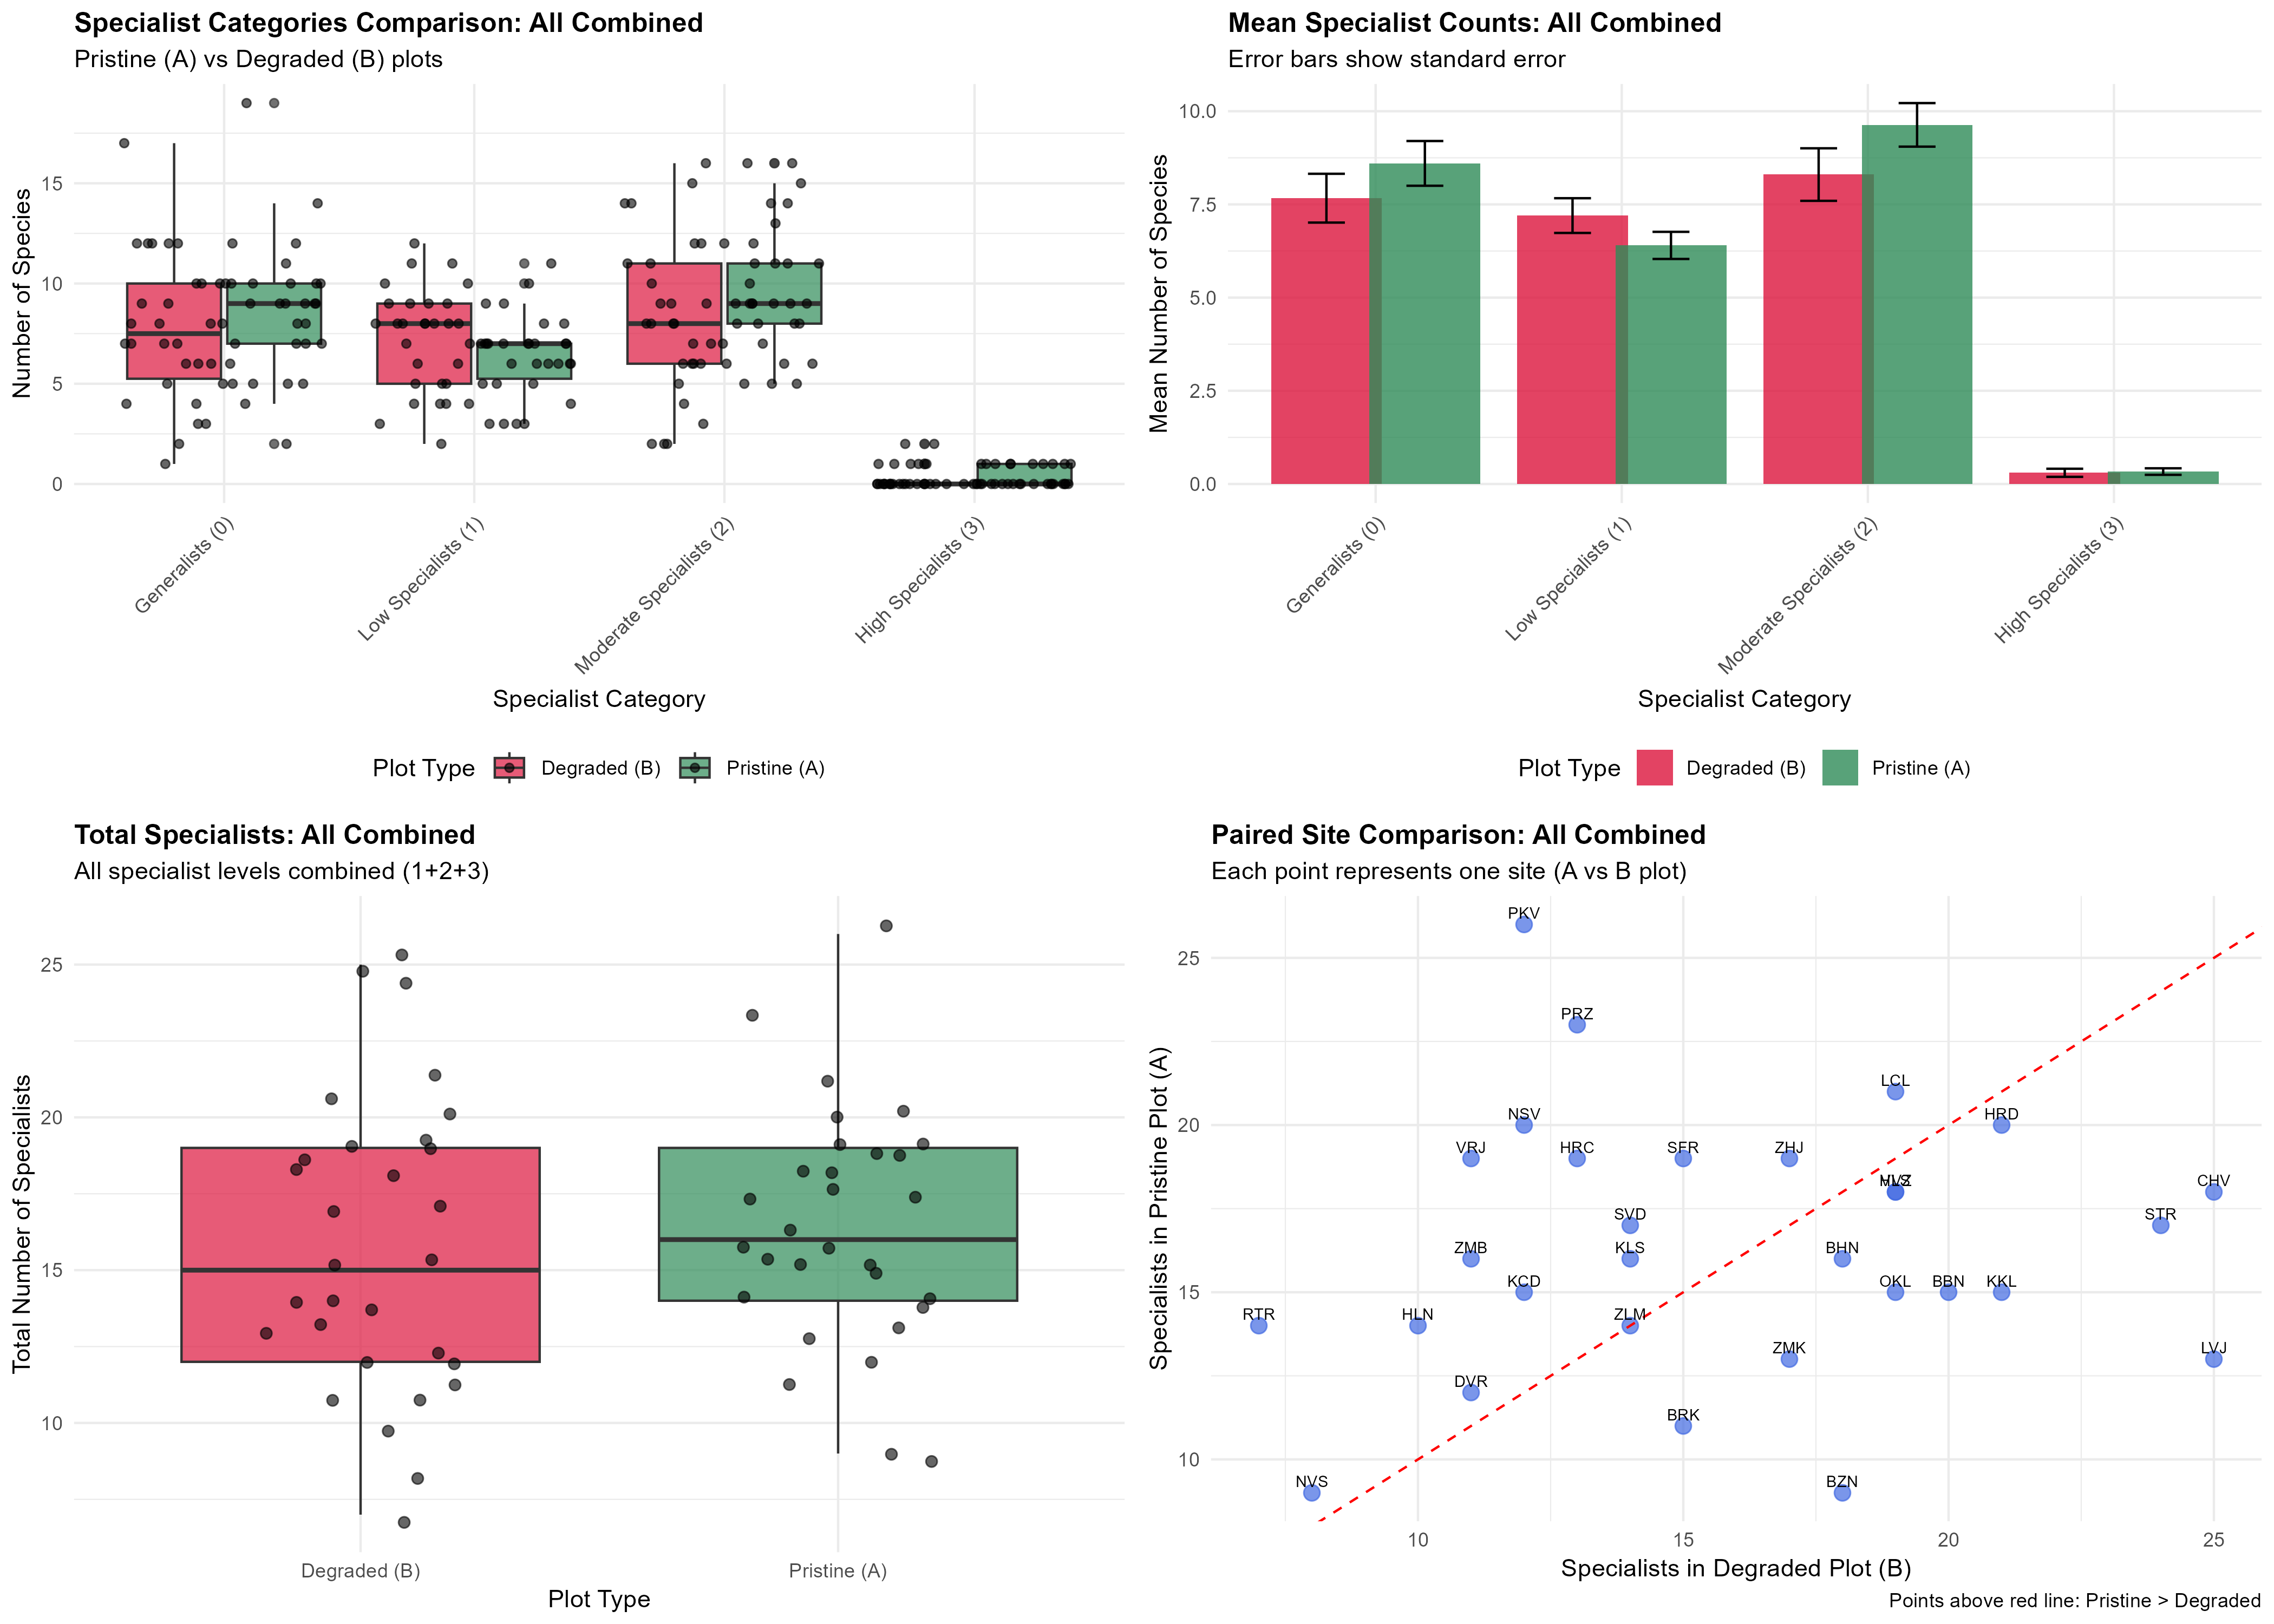 Specialist Categories Comparison: All Combined
Pristine (A) vs Degraded (B) plots
Number of Species
15
10
5
0
Generalists (0)
Low Specialists (1)
Moderate Specialists (2)
High Specialists (3)
Specialist Category
Plot Type
Degraded (B)
Pristine (A)
Mean Specialist Counts: All Combined
Error bars show standard error
Mean Number of Species
10.0
7.5
5.0
2.5
0.0
Generalists (0)
Low Specialists (1)
Moderate Specialists (2)
High Specialists (3)
Specialist Category
Plot Type
Degraded (B)
Pristine (A)
Total Specialists: All Combined
All specialist levels combined (1+2+3)
Total Number of Specialists
25
20
15
10
Degraded (B)
Pristine (A)
Plot Type
Paired Site Comparison: All Combined
Each point represents one site (A vs B plot)
Specialists in Pristine Plot (A)
25
20
15
10
PKV
PRZ
LCL
NSV
HRD
VRJ
HRC
SFR
ZHJ
CHV
SVD
STR
ZMB
KLS
BHN
KCD
OKL
BBN
KKL
RTR
HLN
ZLM
ZMK
LVJ
DVR
BRK
NVS
BZN
10
15
20
25
Specialists in Degraded Plot (B)
Points above red line: Pristine > Degraded